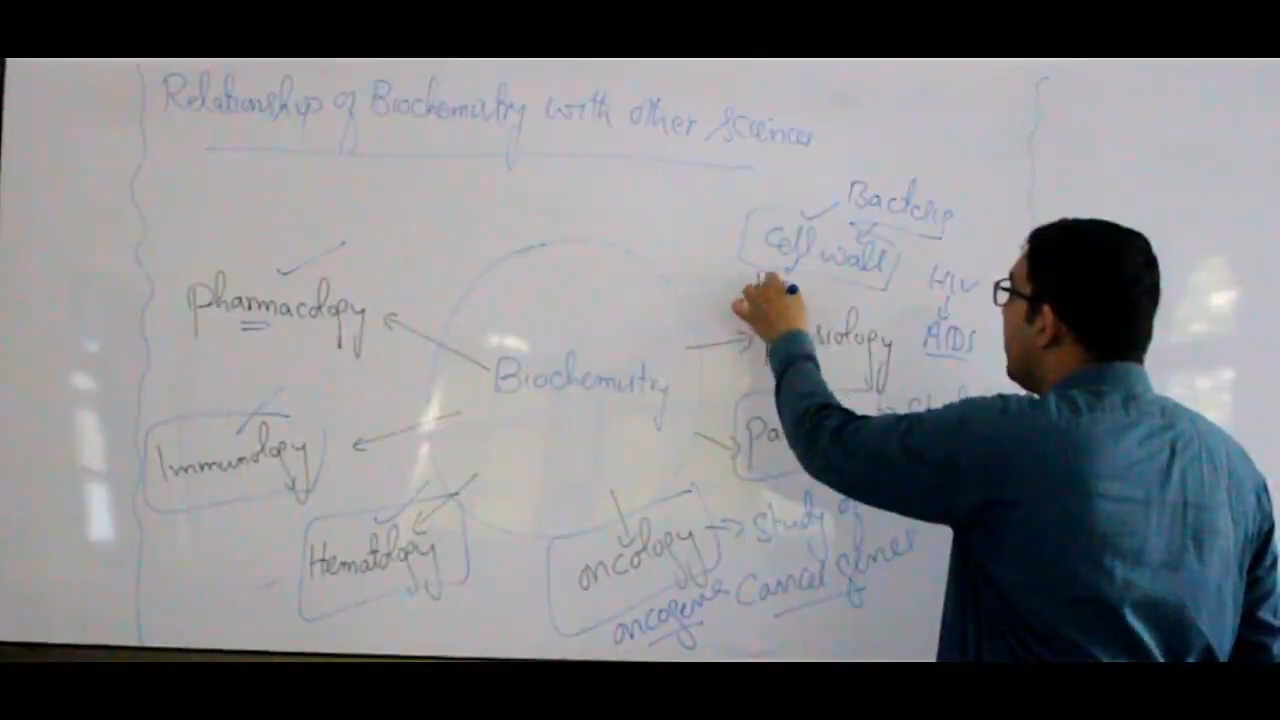 Relationship of Biochemistry with other sciences
Bacteria
Cell wall
HIV
AIDS
pharmacology
Biochemistry
Immunology
Hematology
oncology
study of
Cancer genes
oncogene